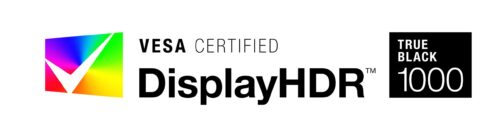 VESA CERTIFIED
DisplayHDR™
TRUE
BLACK
1000